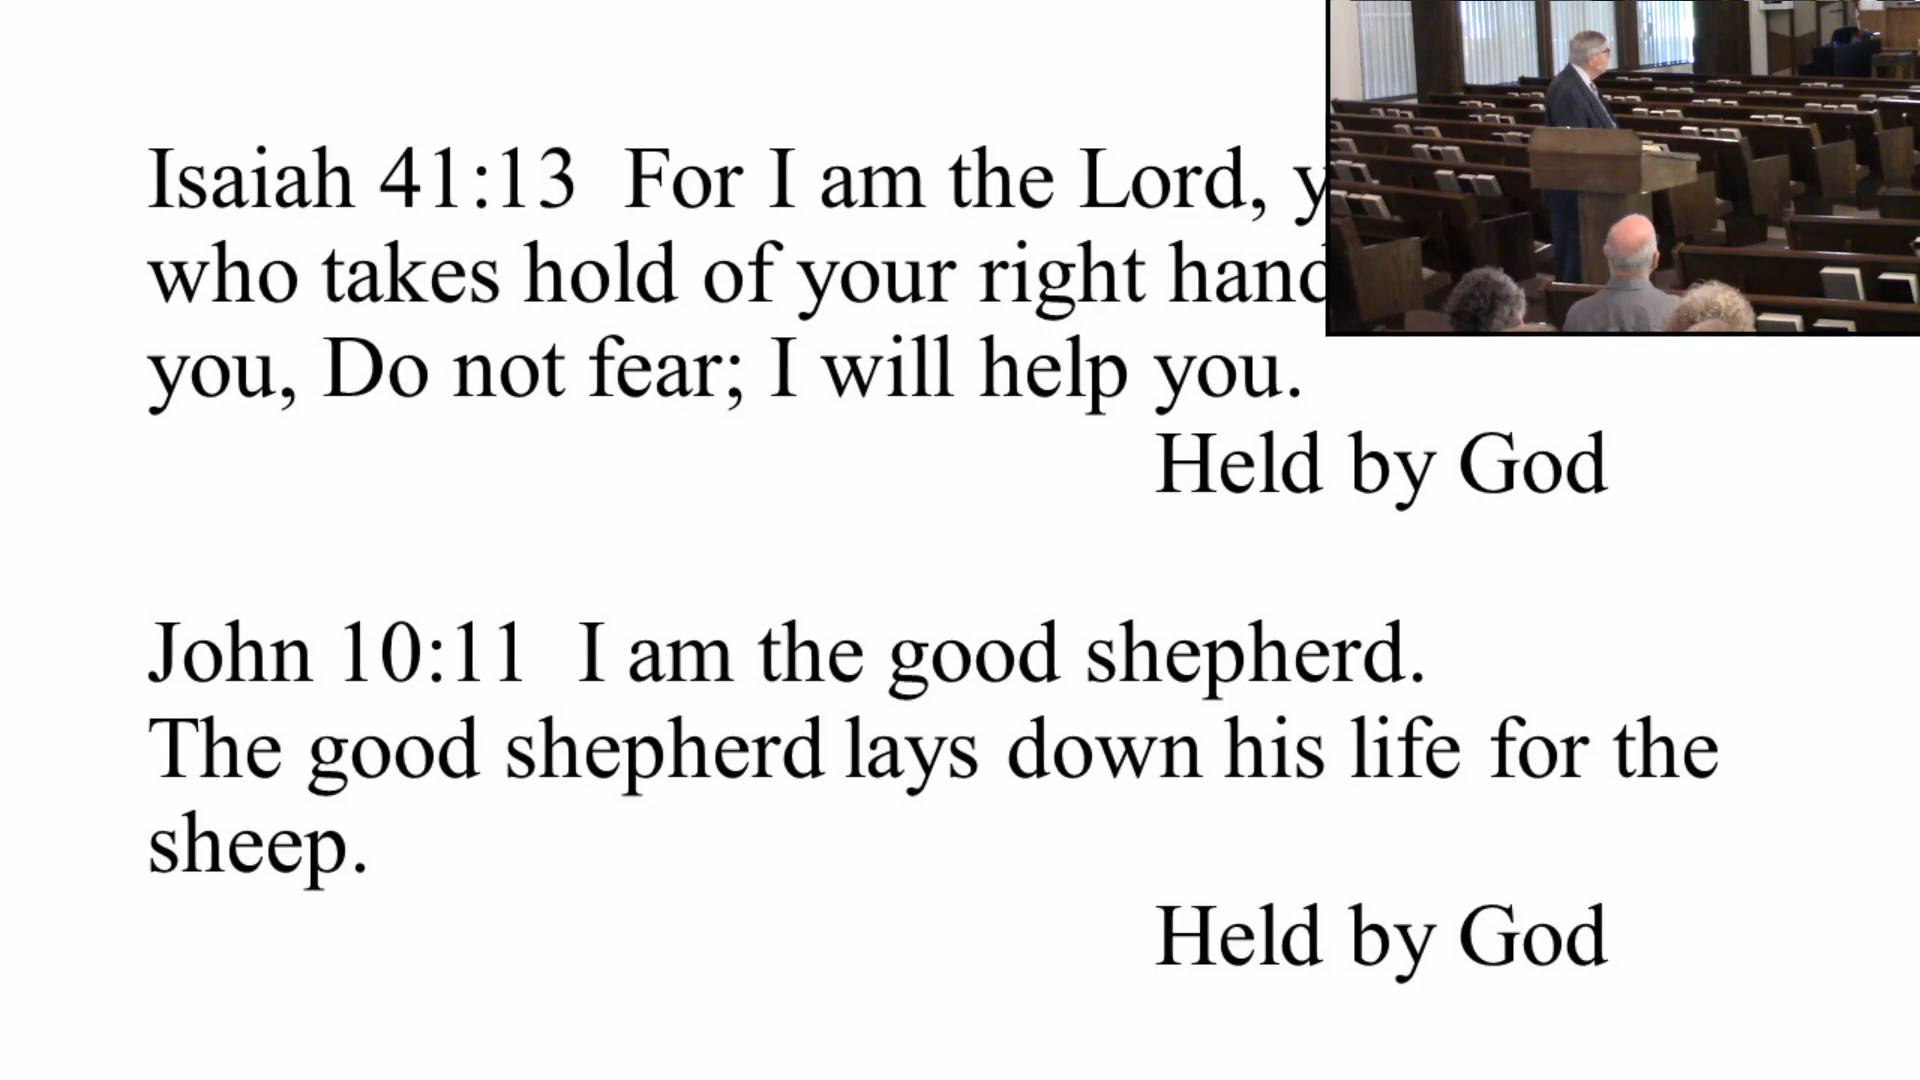 Isaiah 41:13  For I am the Lord, y
who takes hold of your right hand
you, Do not fear; I will help you.
Held by God
John 10:11  I am the good shepherd.
The good shepherd lays down his life for the
sheep.
Held by God